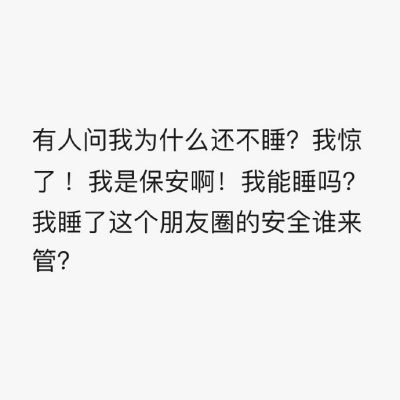 有人问我为什么还不睡？我惊
了！我是保安啊！我能睡吗？
我睡了这个朋友圈的安全谁来
管？